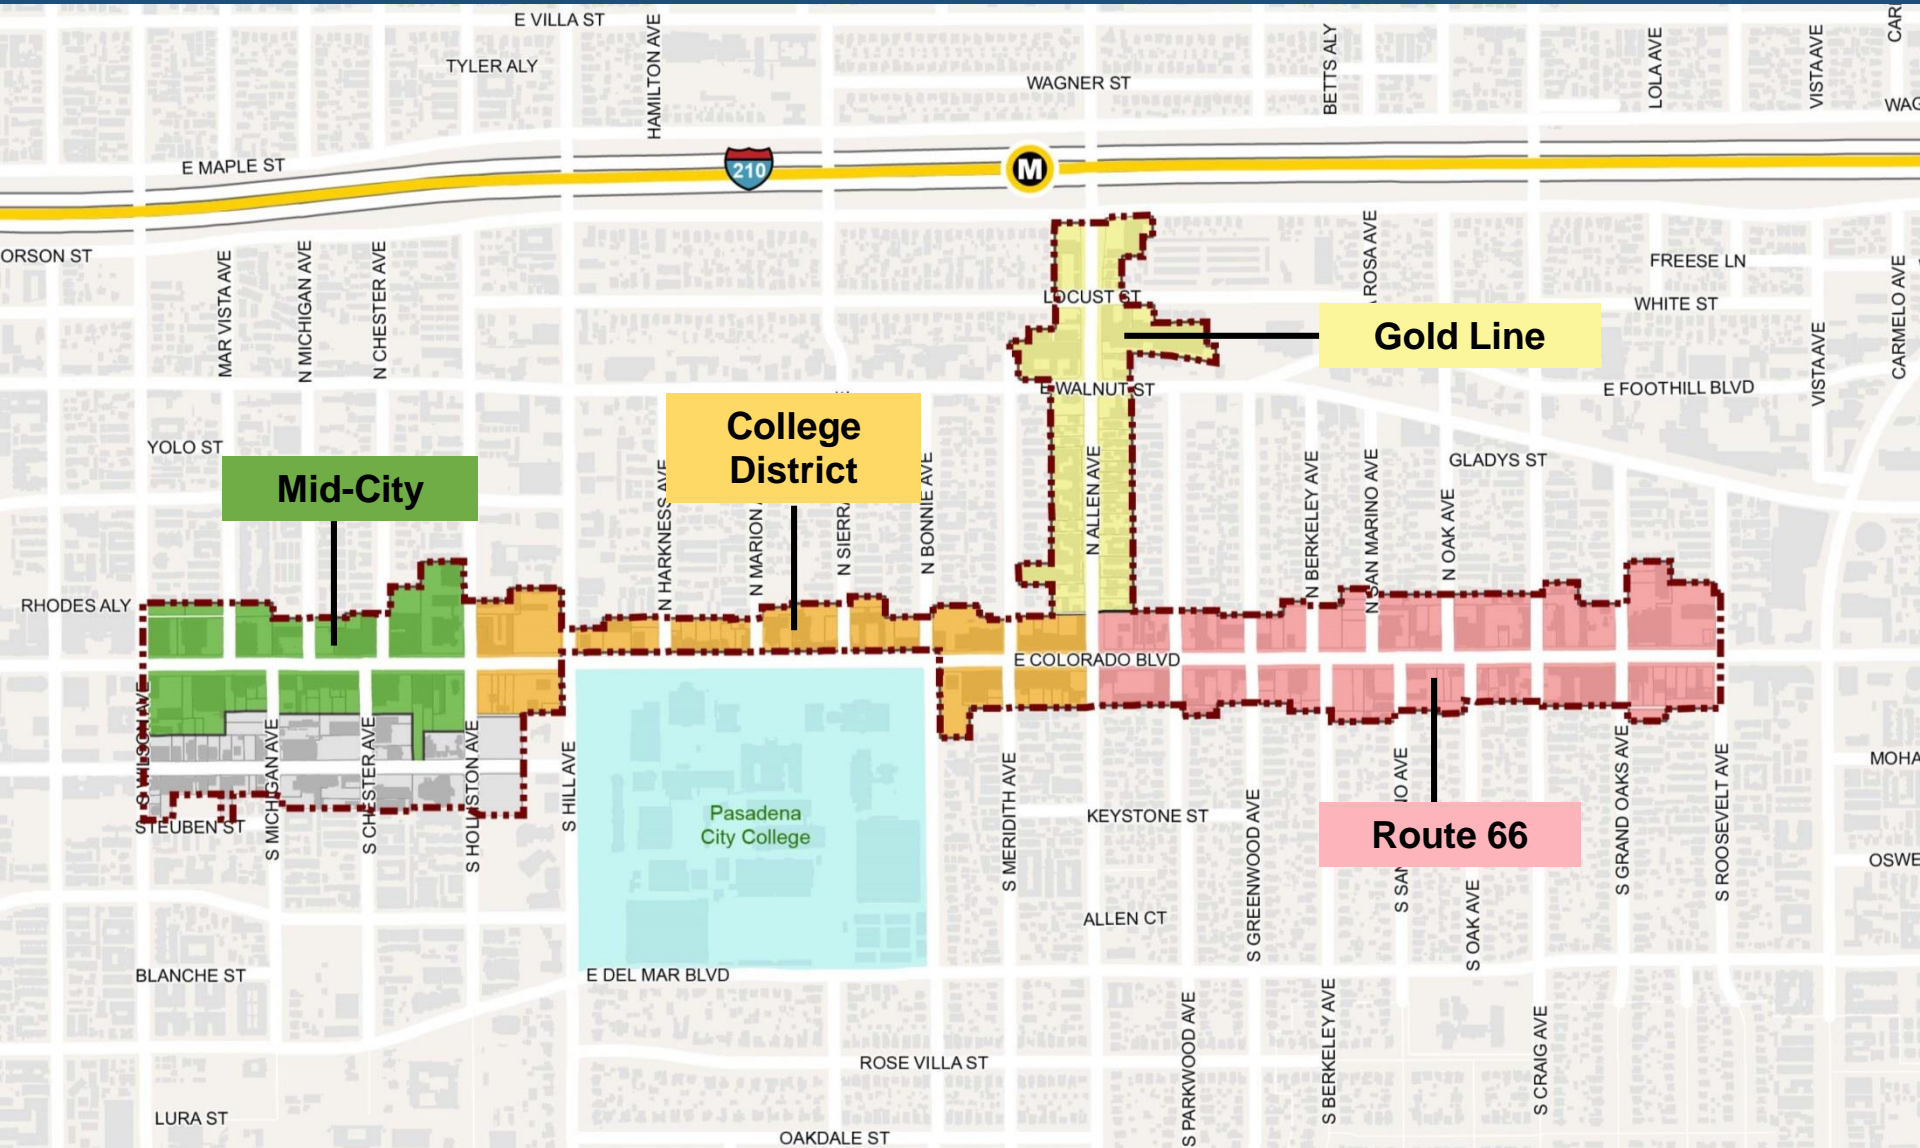 E VILLA ST
HAMILTON AVE
TYLER ALY
WAGNER ST
BETTS ALY
LOLA AVE
VISTA AVE
E MAPLE ST
210
M
ORSON ST
MAR VISTA AVE
N MICHIGAN AVE
N CHESTER AVE
ROSA AVE
FREESE LN
LOCUST ST
WHITE ST
CARMELO AVE
Gold Line
VISTA AVE
E WALNUT ST
E FOOTHILL BLVD
College
District
YOLO ST
Mid-City
N HARKNESS AVE
N MARION
N SIERRA
N BONNIE AVE
N ALLEN AVE
N BERKELEY AVE
N SAN MARINO AVE
N OAK AVE
GLADYS ST
RHODES ALY
E COLORADO BLVD
S WILSON AVE
S MICHIGAN AVE
S CHESTER AVE
S HOLLISTON AVE
S HILL AVE
STEUBEN ST
Pasadena
City College
S MERIDITH AVE
KEYSTONE ST
S GREENWOOD AVE
Route 66
S GRAND OAKS AVE
S ROOSEVELT AVE
MOHA
OSWE
ALLEN CT
S OAK AVE
BLANCHE ST
E DEL MAR BLVD
S PARKWOOD AVE
S BERKELEY AVE
S CRAIG AVE
ROSE VILLA ST
LURA ST
OAKDALE ST